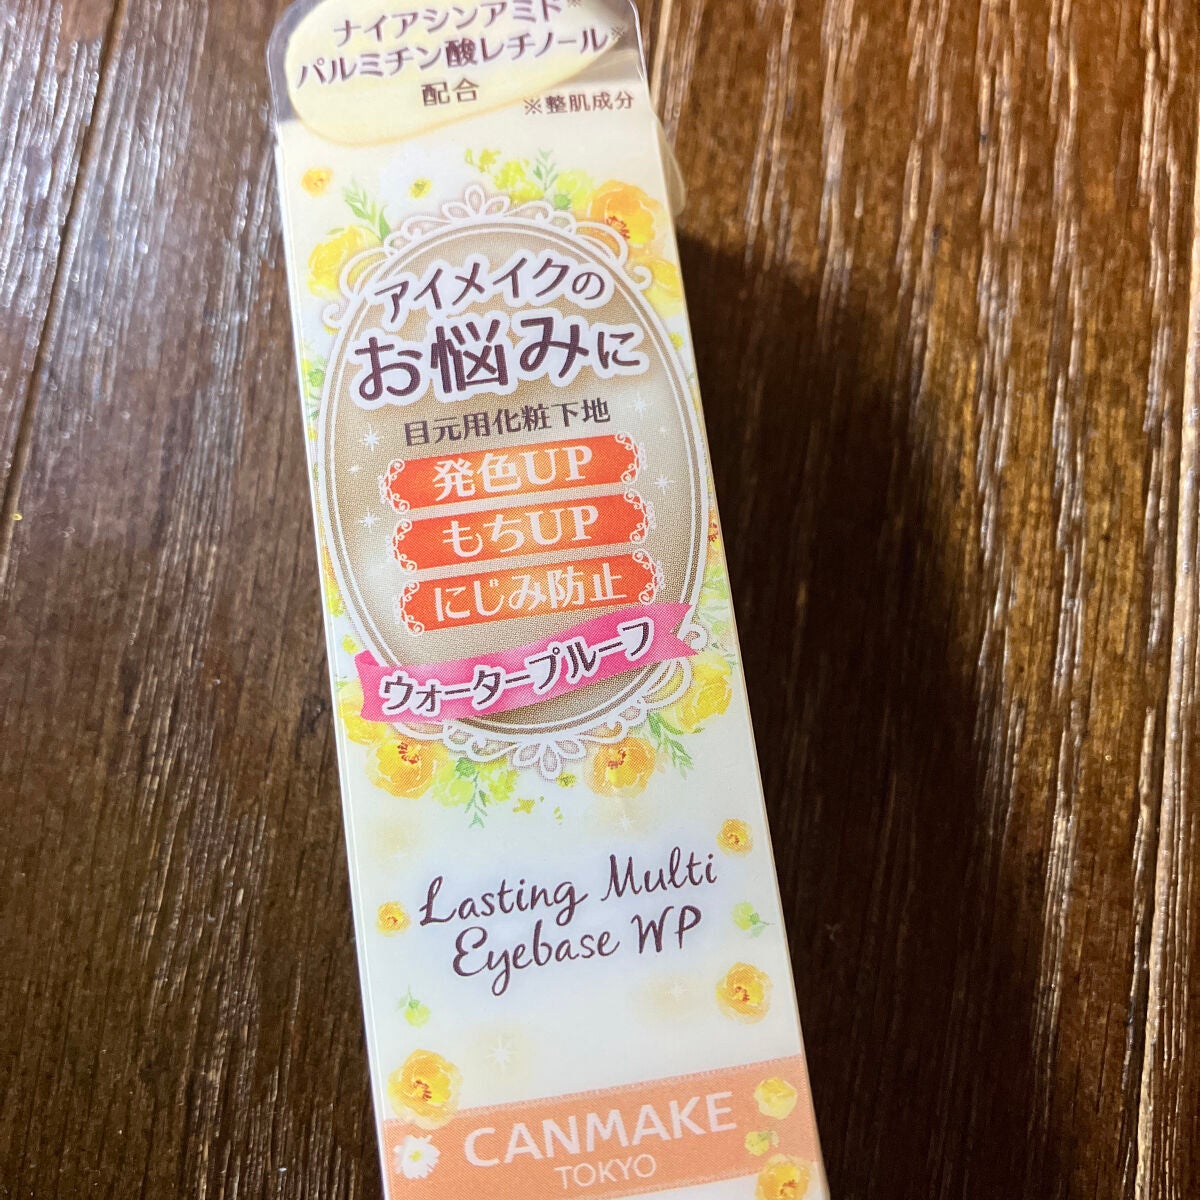 ナイアシンアミド※
パルミチン酸レチノール※
配合
※整肌成分
アイメイクの
お悩みに
目元用化粧下地
発色UP
もちUP
にじみ防止
ウォータープルーフ
Lasting Multi
Eyebase WP
CANMAKE
TOKYO